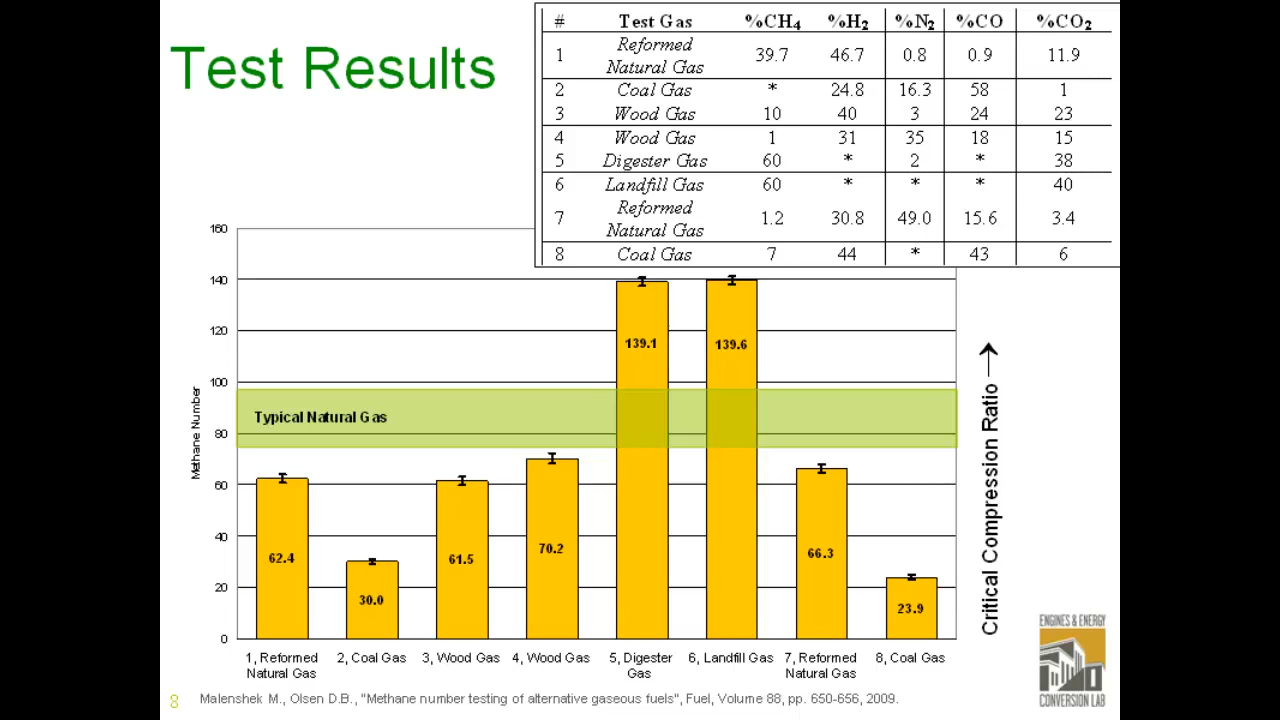 Test Results
# Test Gas %CH₄ %H₂ %N₂ %CO %CO₂
1 Reformed Natural Gas 39.7 46.7 0.8 0.9 11.9
2 Coal Gas * 24.8 16.3 58 1
3 Wood Gas 10 40 3 24 23
4 Wood Gas 1 31 35 18 15
5 Digester Gas 60 * 2 * 38
6 Landfill Gas 60 * * * 40
7 Reformed Natural Gas 1.2 30.8 49.0 15.6 3.4
8 Coal Gas 7 44 * 43 6
160
140
120
100
80
60
40
20
0
Methane Number
Typical Natural Gas
62.4
30.0
61.5
70.2
139.1
139.6
66.3
23.9
1, Reformed Natural Gas
2, Coal Gas
3, Wood Gas
4, Wood Gas
5, Digester Gas
6, Landfill Gas
7, Reformed Natural Gas
8, Coal Gas
Critical Compression Ratio →
ENGINES & ENERGY
CONVERSION LAB
8
Malenshek M., Olsen D.B., "Methane number testing of alternative gaseous fuels", Fuel, Volume 88, pp. 650-656, 2009.